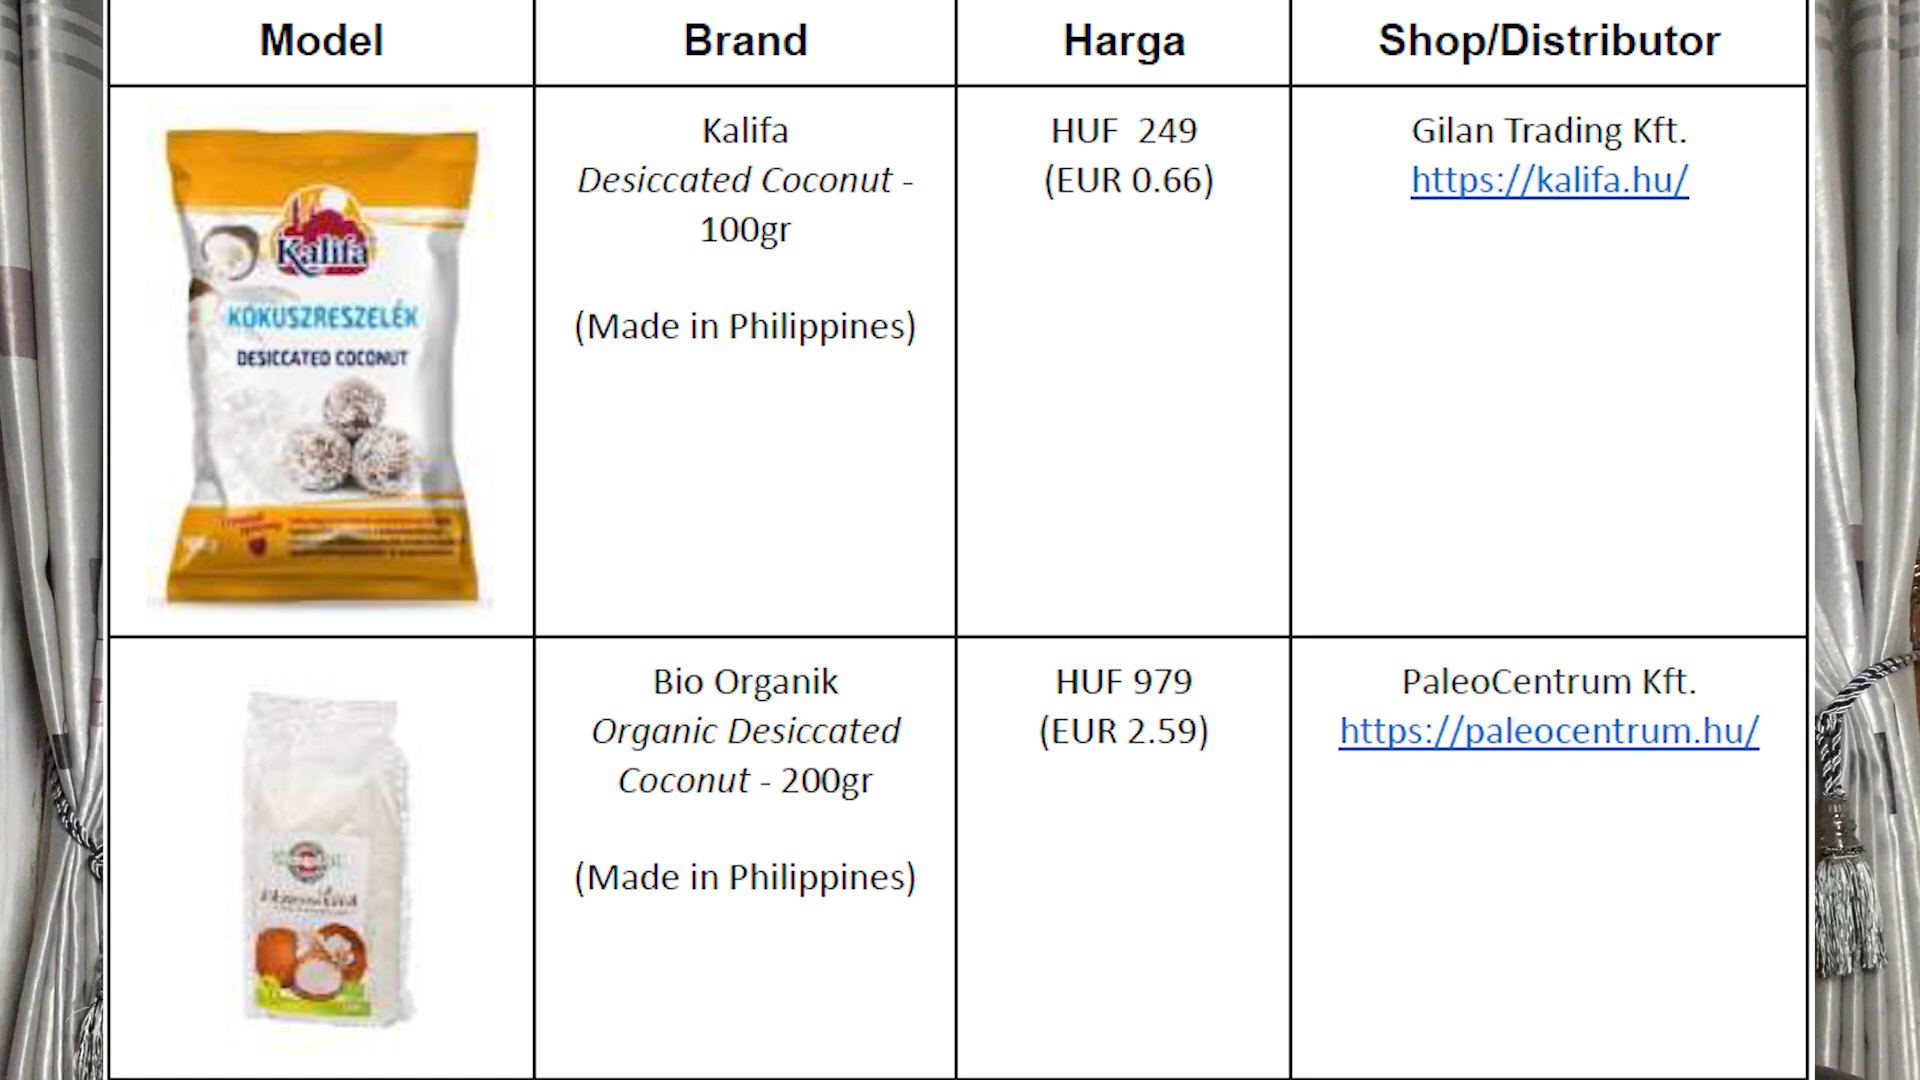 Model Brand Harga Shop/Distributor
Kalifa
KÓKUSZRESZELÉK
DESICCATED COCONUT
Kalifa
Desiccated Coconut -
100gr
(Made in Philippines)
HUF  249
(EUR 0.66)
Gilan Trading Kft.
https://kalifa.hu/
Bio Organik
Organic Desiccated
Coconut - 200gr
(Made in Philippines)
HUF 979
(EUR 2.59)
PaleoCentrum Kft.
https://paleocentrum.hu/